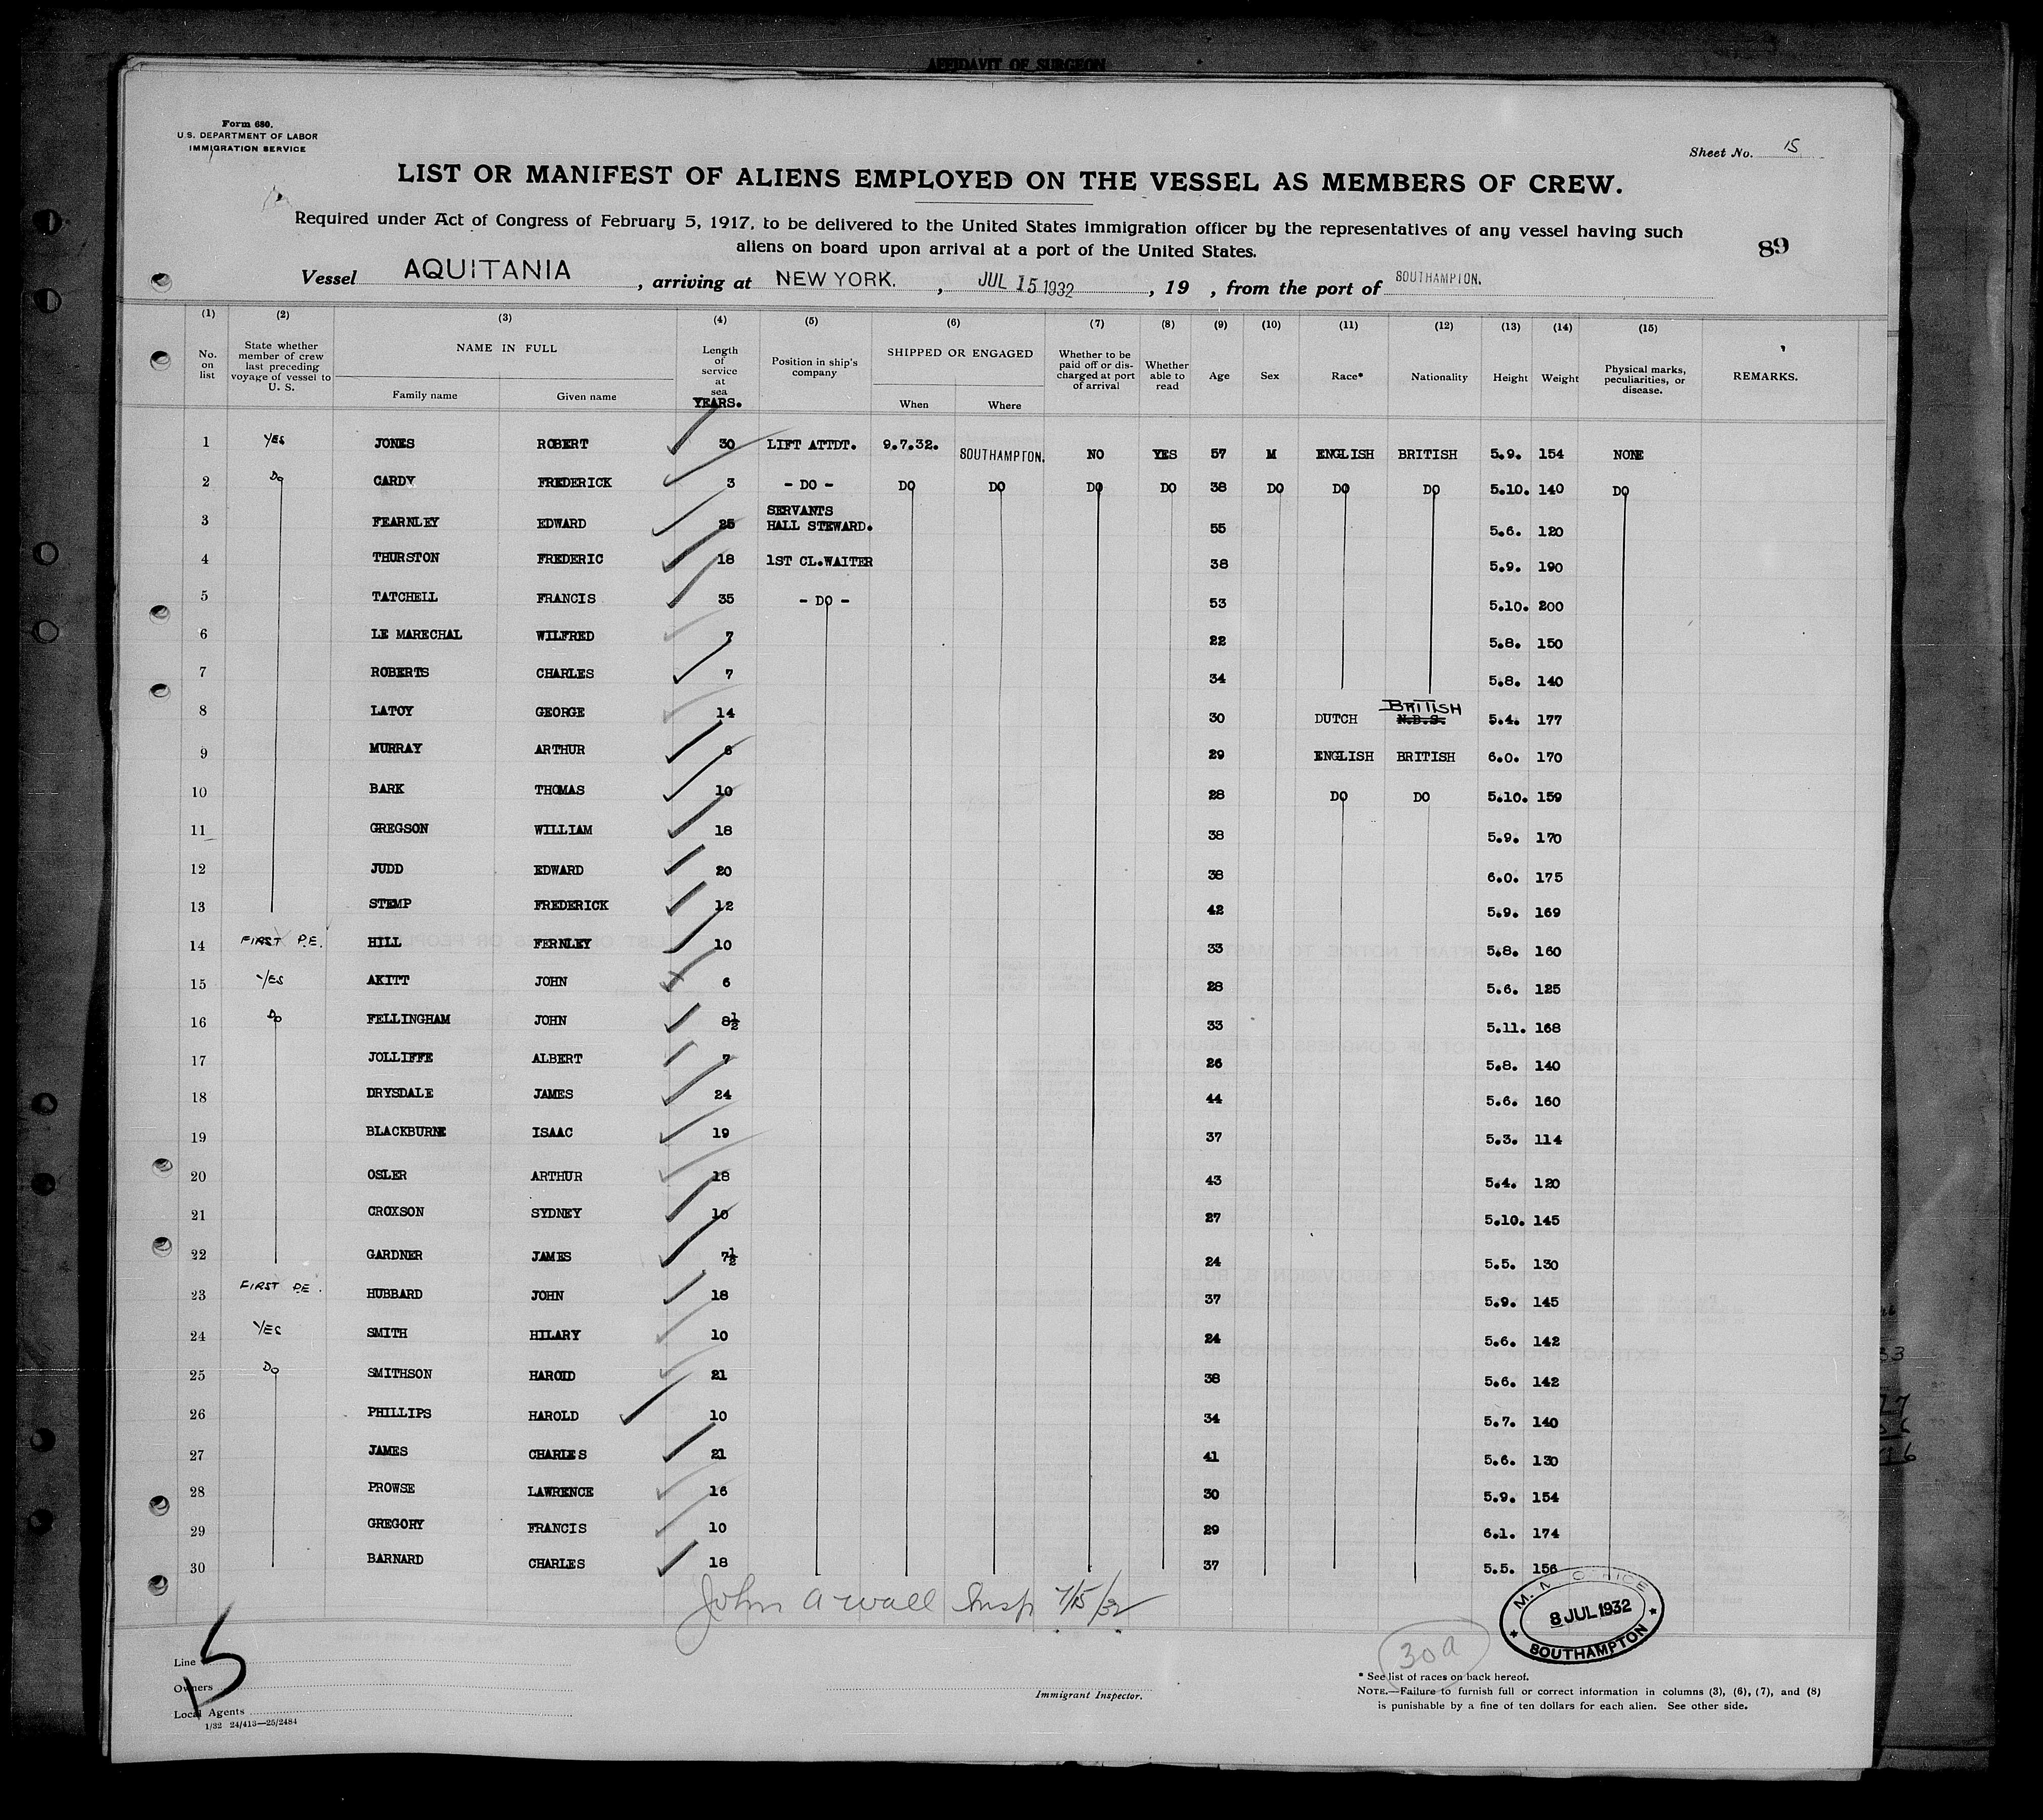 AFFIDAVIT OF SURGEON
Form 680.
U.S. DEPARTMENT OF LABOR
IMMIGRATION SERVICE
Sheet No. 15
LIST OR MANIFEST OF ALIENS EMPLOYED ON THE VESSEL AS MEMBERS OF CREW.
Required under Act of Congress of February 5, 1917, to be delivered to the United States immigration officer by the representatives of any vessel having such
aliens on board upon arrival at a port of the United States.
89
Vessel AQUITANIA, arriving at NEW YORK., JUL 15 1932, 19 , from the port of SOUTHAMPTON.
(1) (2) (3) (4) (5) (6) (7) (8) (9) (10) (11) (12) (13) (14) (15)
No. on list
State whether member of crew last preceding voyage of vessel to U. S.
NAME IN FULL
Family name Given name
Length of service at sea YEARS.
Position in ship's company
SHIPPED OR ENGAGED
When Where
Whether to be paid off or discharged at port of arrival
Whether able to read
Age Sex Race* Nationality Height Weight
Physical marks, peculiarities, or disease.
REMARKS.
1 YES JONES ROBERT 30 LIFT ATTDT. 9.7.32. SOUTHAMPTON. NO YES 57 M ENGLISH BRITISH 5.9. 154 NONE
2 Do CARDY FREDERICK 3 - DO - DO DO DO DO 38 DO DO DO 5.10. 140 DO
3 FEARNLEY EDWARD 25 SERVANTS HALL STEWARD. 55 5.6. 120
4 THURSTON FREDERIC 18 1ST CL.WAITER 38 5.9. 190
5 TATCHELL FRANCIS 35 - DO - 53 5.10. 200
6 LE MARECHAL WILFRED 7 22 5.8. 150
7 ROBERTS CHARLES 7 34 5.8. 140
8 LATOY GEORGE 14 30 DUTCH BRITISH N.B.S. 5.4. 177
9 MURRAY ARTHUR 6 29 ENGLISH BRITISH 6.0. 170
10 BARK THOMAS 10 28 DO DO 5.10. 159
11 GREGSON WILLIAM 18 38 5.9. 170
12 JUDD EDWARD 20 38 6.0. 175
13 STEMP FREDERICK 12 42 5.9. 169
14 FIRST P.E. HILL FERNLEY 10 33 5.8. 160
15 YES AKITT JOHN 6 28 5.6. 125
16 Do FELLINGHAM JOHN 8½ 33 5.11. 168
17 JOLLIFFE ALBERT 7 26 5.8. 140
18 DRYSDALE JAMES 24 44 5.6. 160
19 BLACKBURNE ISAAC 19 37 5.3. 114
20 OSLER ARTHUR 18 43 5.4. 120
21 CROXSON SYDNEY 10 27 5.10. 145
22 GARDNER JAMES 7½ 24 5.5. 130
23 FIRST P.E. HUBBARD JOHN 18 37 5.9. 145
24 YES SMITH HILARY 10 24 5.6. 142
25 Do SMITHSON HAROLD 21 38 5.6. 142
26 PHILLIPS HAROLD 10 34 5.7. 140
27 JAMES CHARLES 21 41 5.6. 130
28 PROWSE LAWRENCE 16 30 5.9. 154
29 GREGORY FRANCIS 10 29 6.1. 174
30 BARNARD CHARLES 18 37 5.5. 156
John A Wall Insp 7/15/32
M. M. OFFICE
8 JUL 1932
SOUTHAMPTON
30a
15
Line
Owners
Local Agents
1/32 24/413—25/2484
Immigrant Inspector.
* See list of races on back hereof.
NOTE.—Failure to furnish full or correct information in columns (3), (6), (7), and (8)
is punishable by a fine of ten dollars for each alien. See other side.